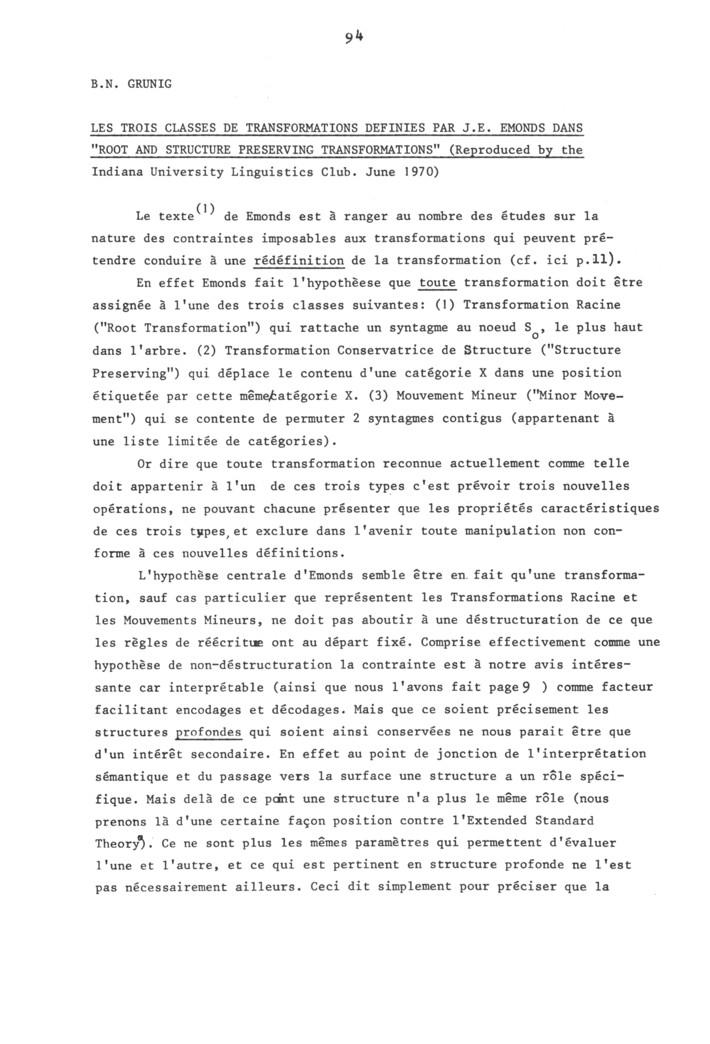 94
B.N. GRUNIG
LES TROIS CLASSES DE TRANSFORMATIONS DEFINIES PAR J.E. EMONDS DANS
"ROOT AND STRUCTURE PRESERVING TRANSFORMATIONS" (Reproduced by the
Indiana University Linguistics Club. June 1970)
Le texte(1) de Emonds est à ranger au nombre des études sur la
nature des contraintes imposables aux transformations qui peuvent pré-
tendre conduire à une rédéfinition de la transformation (cf. ici p.11).
En effet Emonds fait l'hypothèese que toute transformation doit être
assignée à l'une des trois classes suivantes: (1) Transformation Racine
("Root Transformation") qui rattache un syntagme au noeud So, le plus haut
dans l'arbre. (2) Transformation Conservatrice de Structure ("Structure
Preserving") qui déplace le contenu d'une catégorie X dans une position
étiquetée par cette même catégorie X. (3) Mouvement Mineur ("Minor Move-
ment") qui se contente de permuter 2 syntagmes contigus (appartenant à
une liste limitée de catégories).
Or dire que toute transformation reconnue actuellement comme telle
doit appartenir à l'un de ces trois types c'est prévoir trois nouvelles
opérations, ne pouvant chacune présenter que les propriétés caractéristiques
de ces trois types, et exclure dans l'avenir toute manipulation non con-
forme à ces nouvelles définitions.
L'hypothèse centrale d'Emonds semble être en fait qu'une transforma-
tion, sauf cas particulier que représentent les Transformations Racine et
les Mouvements Mineurs, ne doit pas aboutir à une déstructuration de ce que
les règles de réécriture ont au départ fixé. Comprise effectivement comme une
hypothèse de non-déstructuration la contrainte est à notre avis intéres-
sante car interprétable (ainsi que nous l'avons fait page 9 ) comme facteur
facilitant encodages et décodages. Mais que ce soient précisement les
structures profondes qui soient ainsi conservées ne nous parait être que
d'un intérêt secondaire. En effet au point de jonction de l'interprétation
sémantique et du passage vers la surface une structure a un rôle spéci-
fique. Mais delà de ce point une structure n'a plus le même rôle (nous
prenons là d'une certaine façon position contre l'Extended Standard
Theory). Ce ne sont plus les mêmes paramètres qui permettent d'évaluer
l'une et l'autre, et ce qui est pertinent en structure profonde ne l'est
pas nécessairement ailleurs. Ceci dit simplement pour préciser que la